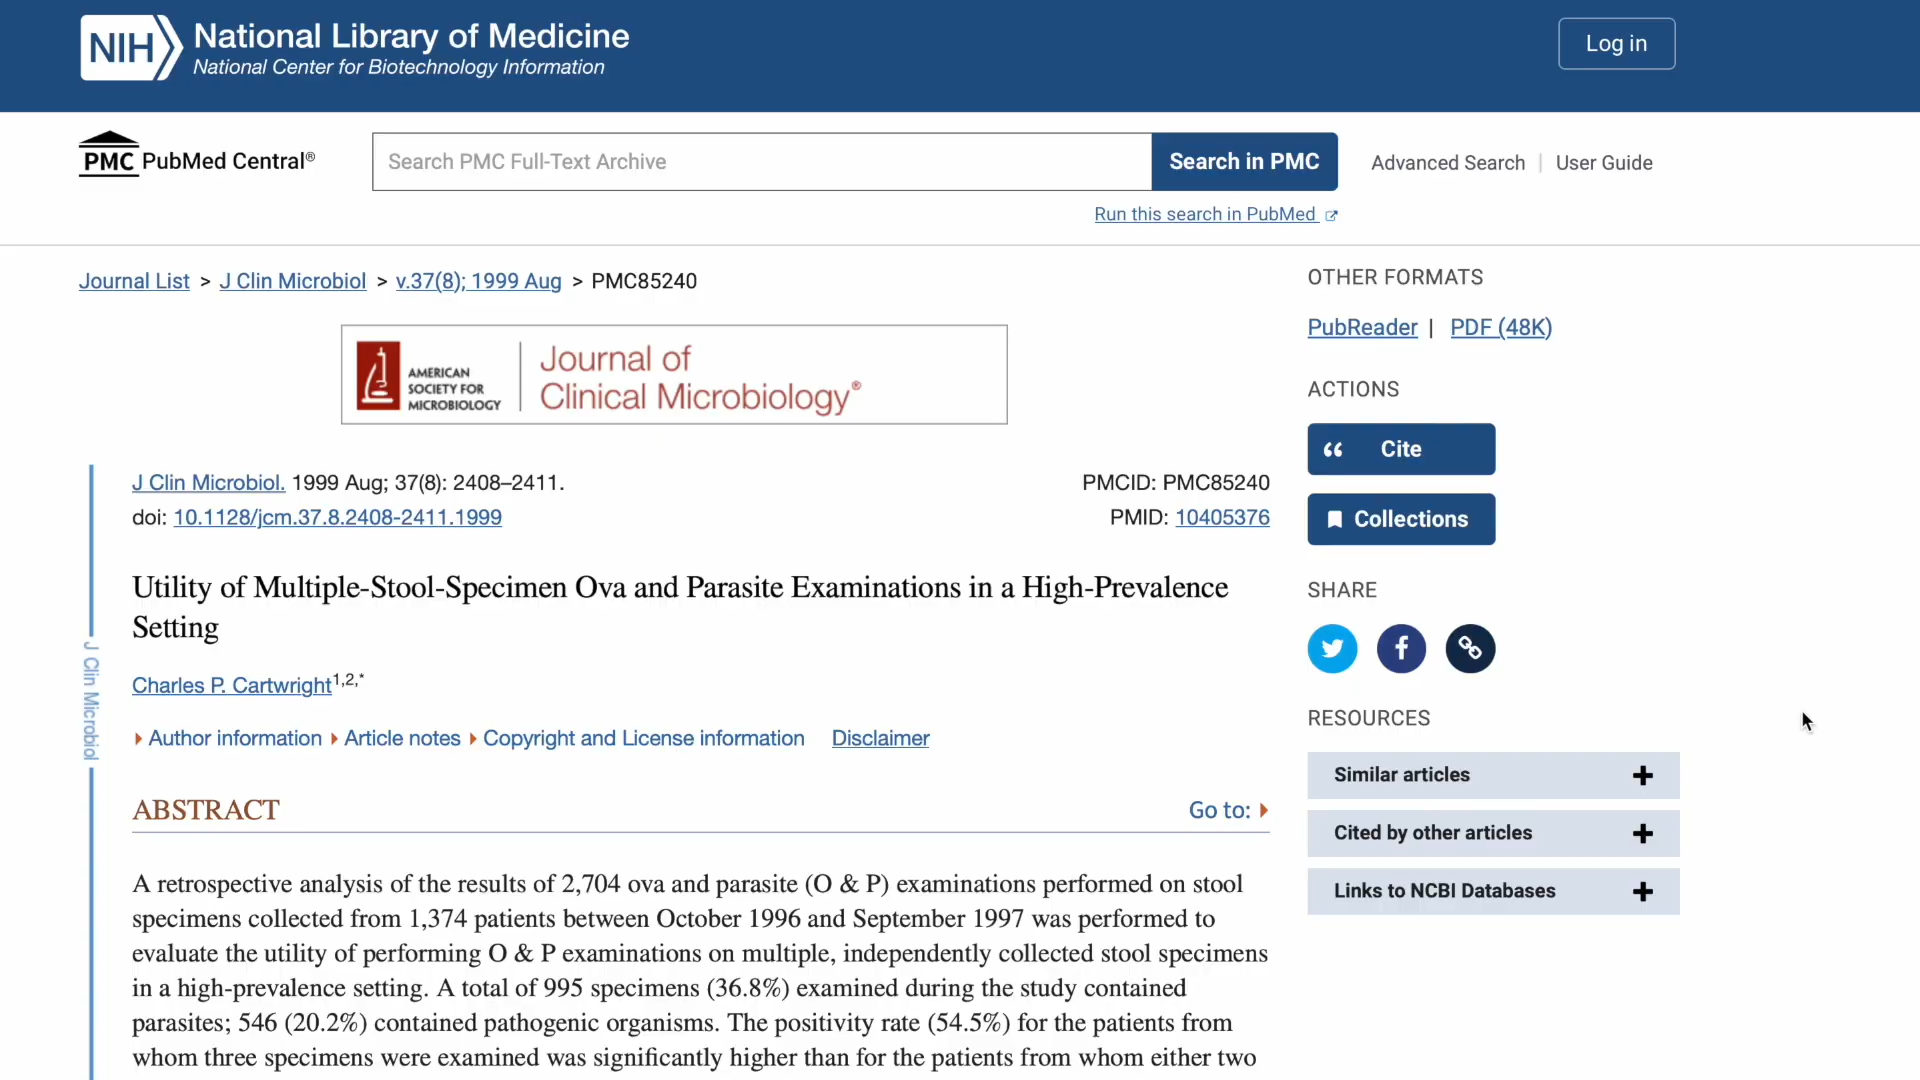 NIH National Library of Medicine
National Center for Biotechnology Information
Log in
PMC PubMed Central®
Search PMC Full-Text Archive
Search in PMC
Advanced Search | User Guide
Run this search in PubMed
Journal List > J Clin Microbiol > v.37(8); 1999 Aug > PMC85240
AMERICAN
SOCIETY FOR
MICROBIOLOGY
Journal of
Clinical Microbiology®
J Clin Microbiol
J Clin Microbiol. 1999 Aug; 37(8): 2408–2411.
PMCID: PMC85240
doi: 10.1128/jcm.37.8.2408-2411.1999
PMID: 10405376
Utility of Multiple-Stool-Specimen Ova and Parasite Examinations in a High-Prevalence
Setting
Charles P. Cartwright1,2,*
Author information Article notes Copyright and License information Disclaimer
ABSTRACT
Go to:
A retrospective analysis of the results of 2,704 ova and parasite (O & P) examinations performed on stool
specimens collected from 1,374 patients between October 1996 and September 1997 was performed to
evaluate the utility of performing O & P examinations on multiple, independently collected stool specimens
in a high-prevalence setting. A total of 995 specimens (36.8%) examined during the study contained
parasites; 546 (20.2%) contained pathogenic organisms. The positivity rate (54.5%) for the patients from
whom three specimens were examined was significantly higher than for the patients from whom either two
OTHER FORMATS
PubReader | PDF (48K)
ACTIONS
Cite
Collections
SHARE
RESOURCES
Similar articles
Cited by other articles
Links to NCBI Databases